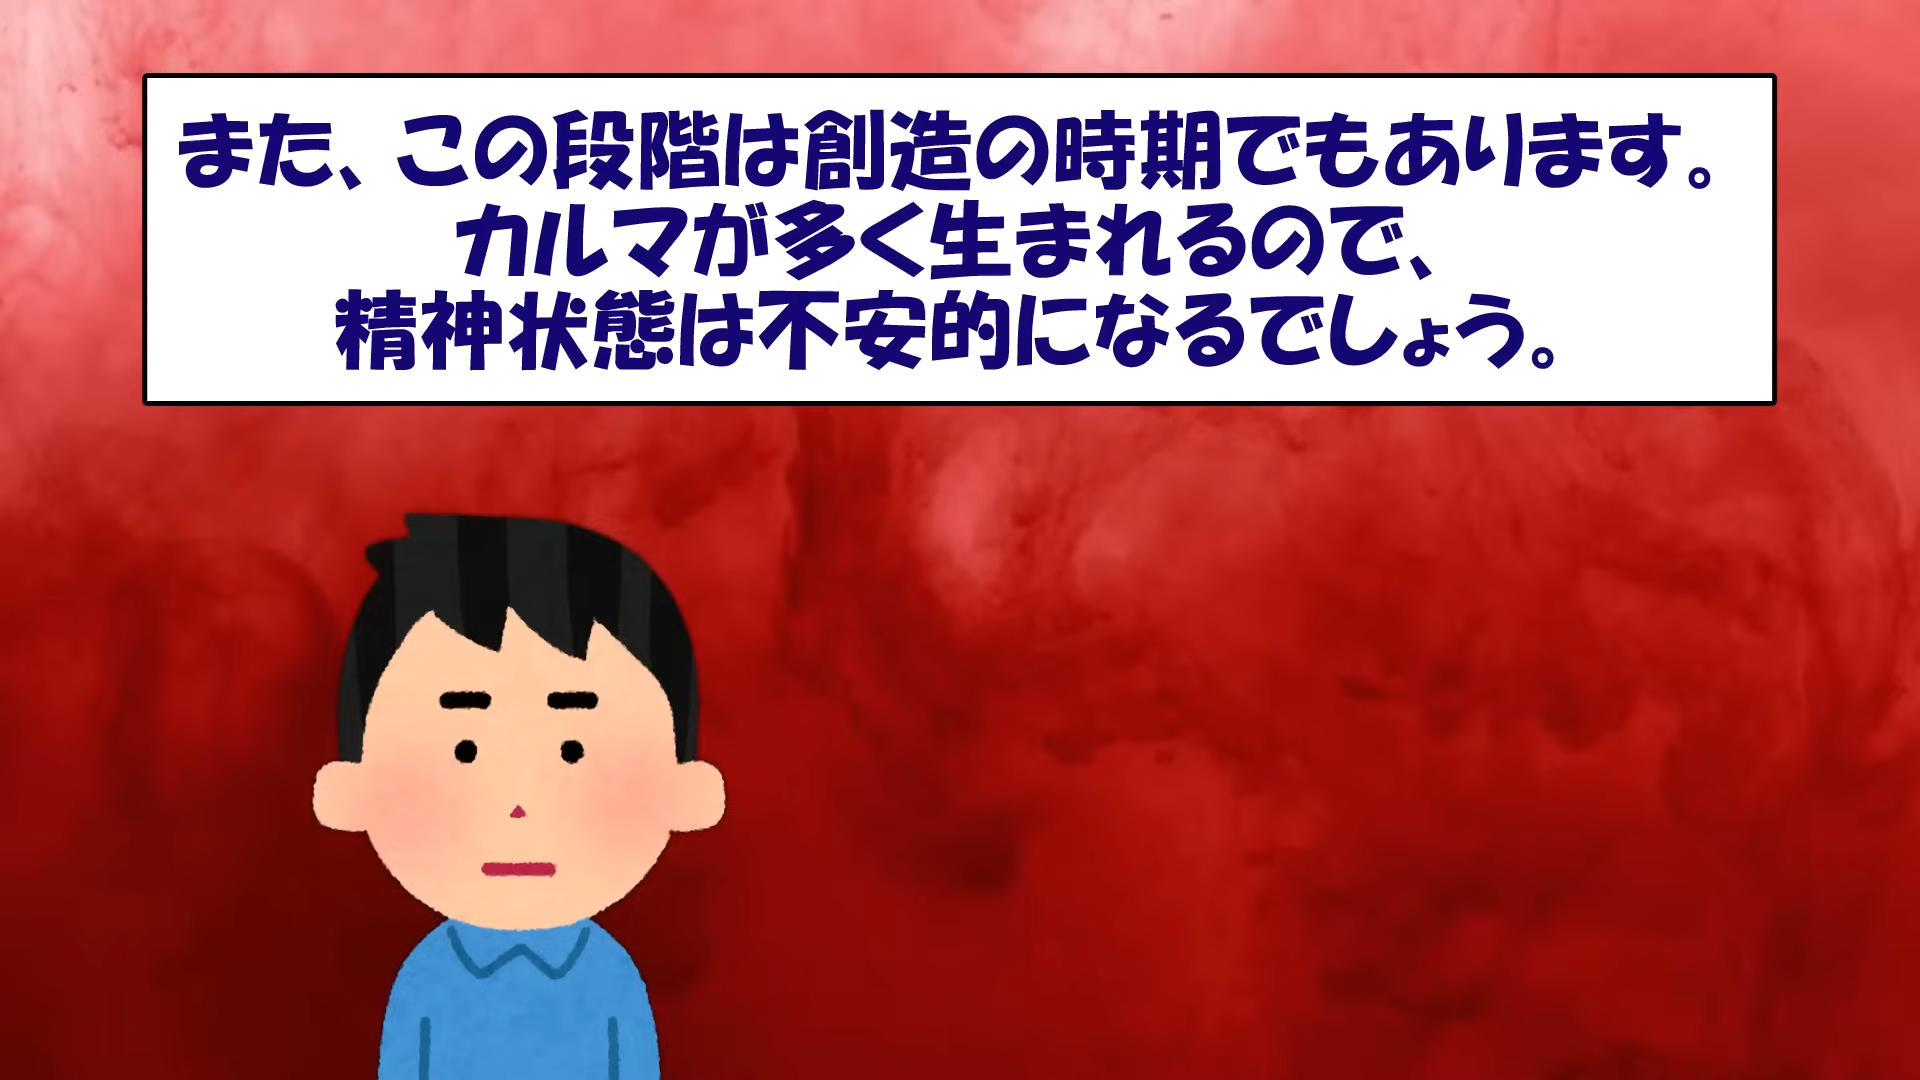 また、この段階は創造の時期でもあります。
カルマが多く生まれるので、
精神状態は不安的になるでしょう。